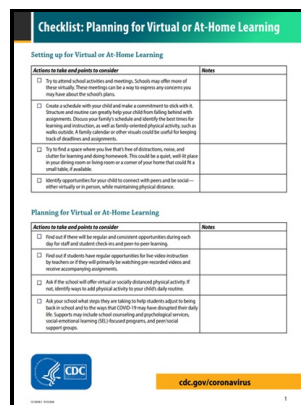 Checklist: Planning for Virtual or At-Home Learning
Setting up for Virtual or At-Home Learning
Actions to take and points to consider
Notes
Try to attend school activities and meetings. Schools may offer more of
these virtually. These meetings can be a way to express any concerns you
may have about the school's plans.
Create a schedule with your child and make a commitment to stick with it.
Structure and routine can greatly help your child from falling behind with
assignments. Discuss your family's schedule and identify the best times for
learning and instruction, as well as family-oriented physical activity, such as
walks outside. A family calendar or other visuals could be useful for keeping
track of deadlines and assignments.
Try to find a space where you live that's free of distractions, noise, and
clutter for learning and doing homework. This could be a quiet, well-lit place
in your dining room or living room or a corner of your home that could fit a
small table, if available.
Identify opportunities for your child to connect with peers and be social—
either virtually or in person, while maintaining physical distance.
Planning for Virtual or At-Home Learning
Actions to take and points to consider
Notes
Find out if there will be regular and consistent opportunities during each
day for staff and student check-ins and peer-to-peer learning.
Find out if students have regular opportunities for live video instruction
by teachers or if they will primarily be watching pre-recorded videos and
receive accompanying assignments.
Ask if the school will offer virtual or socially distanced physical activity. If
not, identify ways to add physical activity to your child's daily routine.
Ask your school what steps they are taking to help students adjust to being
back in school and to the ways that COVID-19 may have disrupted their daily
life. Supports may include school counseling and psychological services,
social-emotional learning (SEL)-focused programs, and peer/social
support groups.
CDC
cdc.gov/coronavirus
1